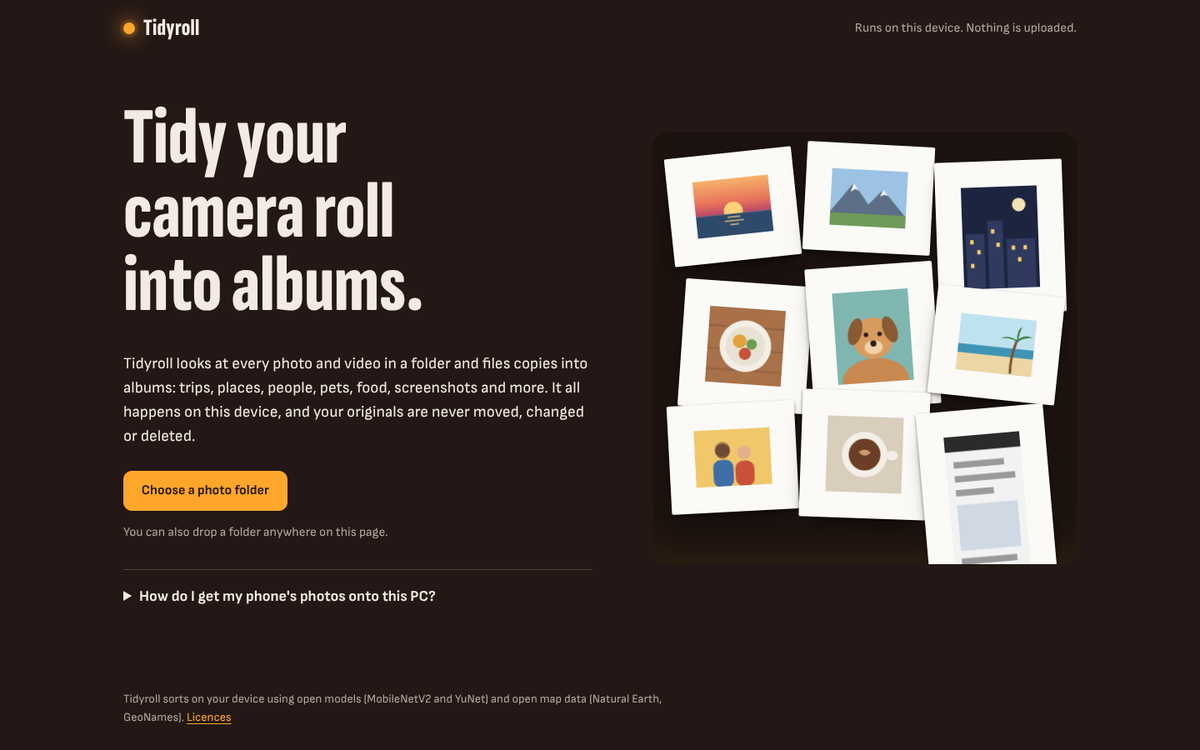 Tidyroll
Runs on this device. Nothing is uploaded.
Tidy your
camera roll
into albums.
Tidyroll looks at every photo and video in a folder and files copies into
albums: trips, places, people, pets, food, screenshots and more. It all
happens on this device, and your originals are never moved, changed
or deleted.
Choose a photo folder
You can also drop a folder anywhere on this page.
How do I get my phone's photos onto this PC?
Tidyroll sorts on your device using open models (MobileNetV2 and YuNet) and open map data (Natural Earth,
GeoNames). Licences